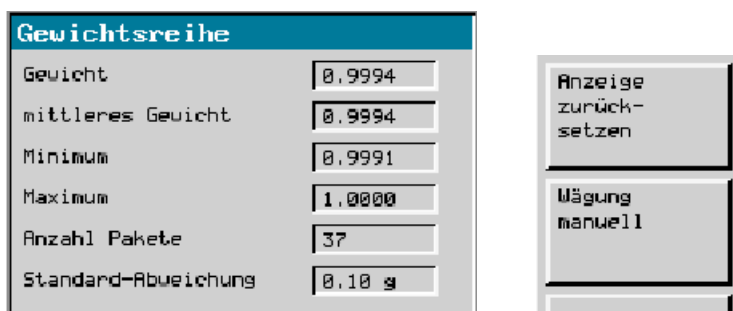 Gewichtsreihe
Gewicht 0.9994
mittleres Gewicht 0.9994
Minimum 0.9991
Maximum 1.0000
Anzahl Pakete 37
Standard-Abweichung 0.10 g
Anzeige
zurück-
setzen
Wägung
manuell